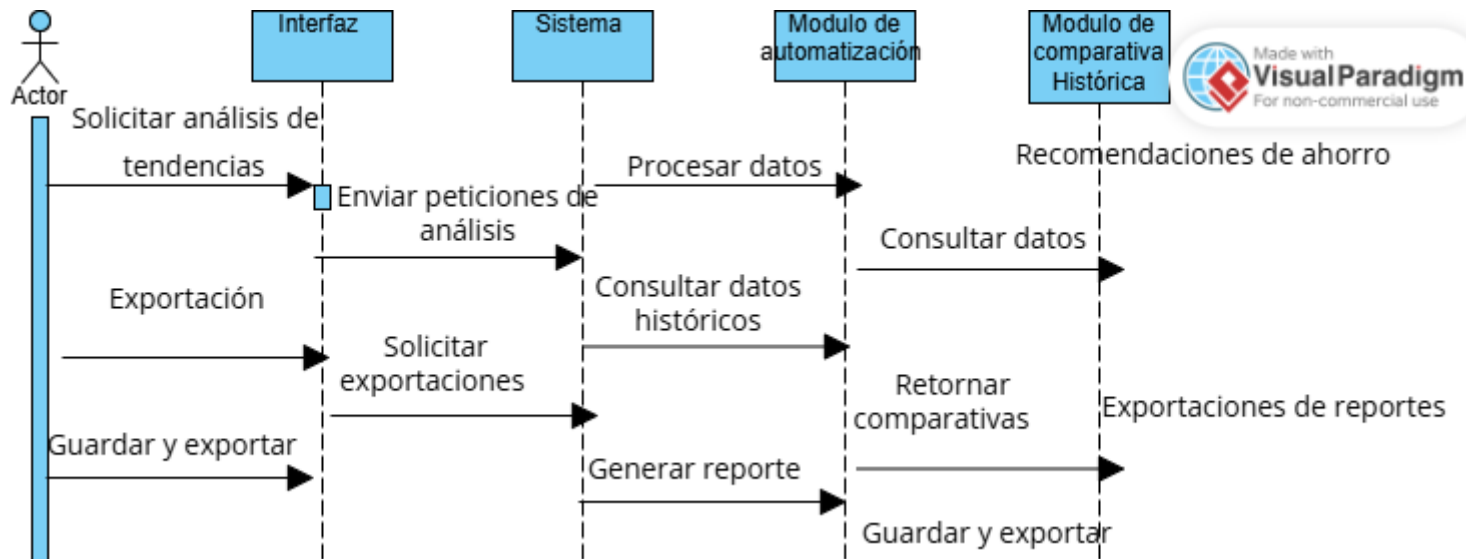 Interfaz
Sistema
Modulo de
automatización
Modulo de
comparativa
Histórica
Made with
Visual Paradigm
For non-commercial use
Actor
Solicitar análisis de
tendencias
Procesar datos
Recomendaciones de ahorro
Enviar peticiones de
análisis
Consultar datos
Exportación
Consultar datos
históricos
Solicitar
exportaciones
Retornar
comparativas
Exportaciones de reportes
Guardar y exportar
Generar reporte
Guardar y exportar